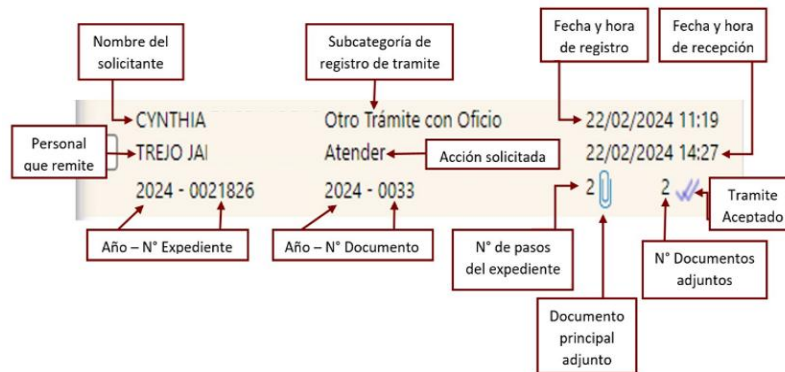 Nombre del
solicitante
Subcategoría de
registro de tramite
Fecha y hora
de registro
Fecha y hora
de recepción
CYNTHIA
Otro Trámite con Oficio
22/02/2024 11:19
Personal
que remite
TREJO JAI
Atender
Acción solicitada
22/02/2024 14:27
2024 - 0021826
2024 - 0033
2
2
Tramite
Aceptado
Año – N° Expediente
Año – N° Documento
N° de pasos
del expediente
N° Documentos
adjuntos
Documento
principal
adjunto